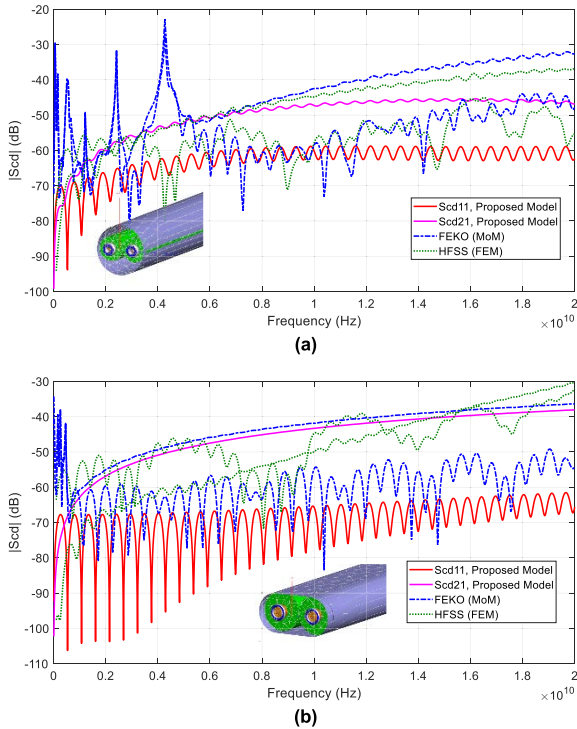 -20
-30
-40
-50
-60
-70
-80
-90
-100
|Scd| (dB)
Scd11, Proposed Model
Scd21, Proposed Model
FEKO (MoM)
HFSS (FEM)
0 0.2 0.4 0.6 0.8 1 1.2 1.4 1.6 1.8 2
Frequency (Hz)
×10^10
(a)
-30
-40
-50
-60
-70
-80
-90
-100
-110
|Scd| (dB)
Scd11, Proposed Model
Scd21, Proposed Model
FEKO (MoM)
HFSS (FEM)
0 0.2 0.4 0.6 0.8 1 1.2 1.4 1.6 1.8 2
Frequency (Hz)
×10^10
(b)